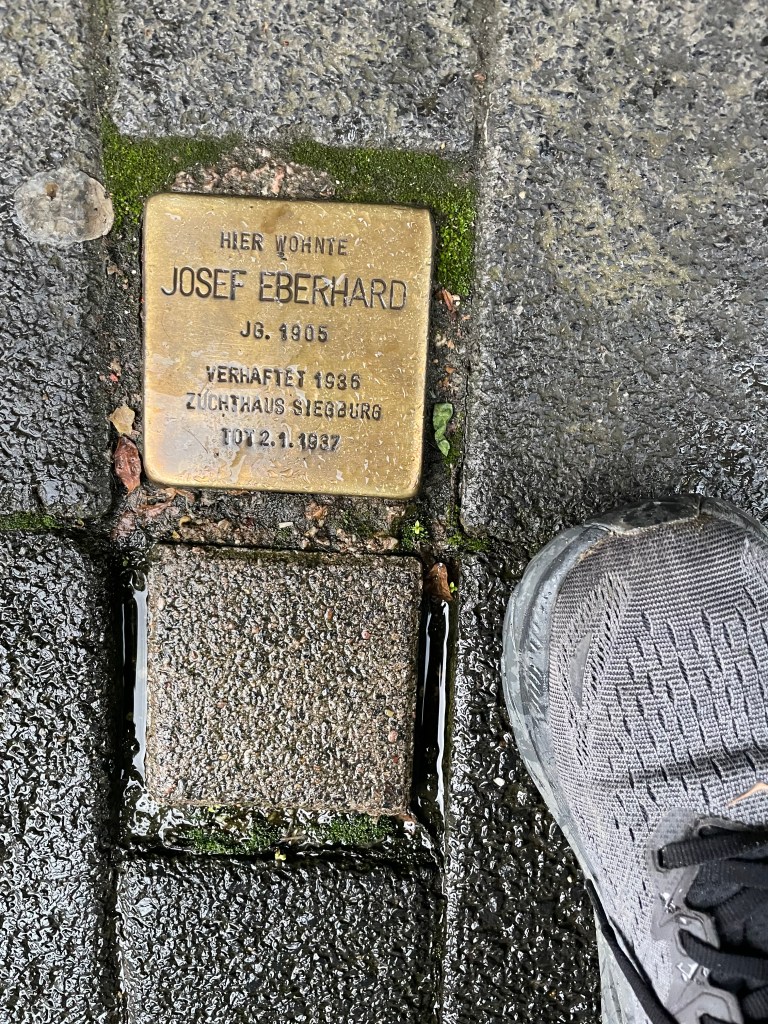 HIER WOHNTE
JOSEF EBERHARD
JG. 1905
VERHAFTET 1936
ZUCHTHAUS SIEGBURG
TOT 2.1.1937